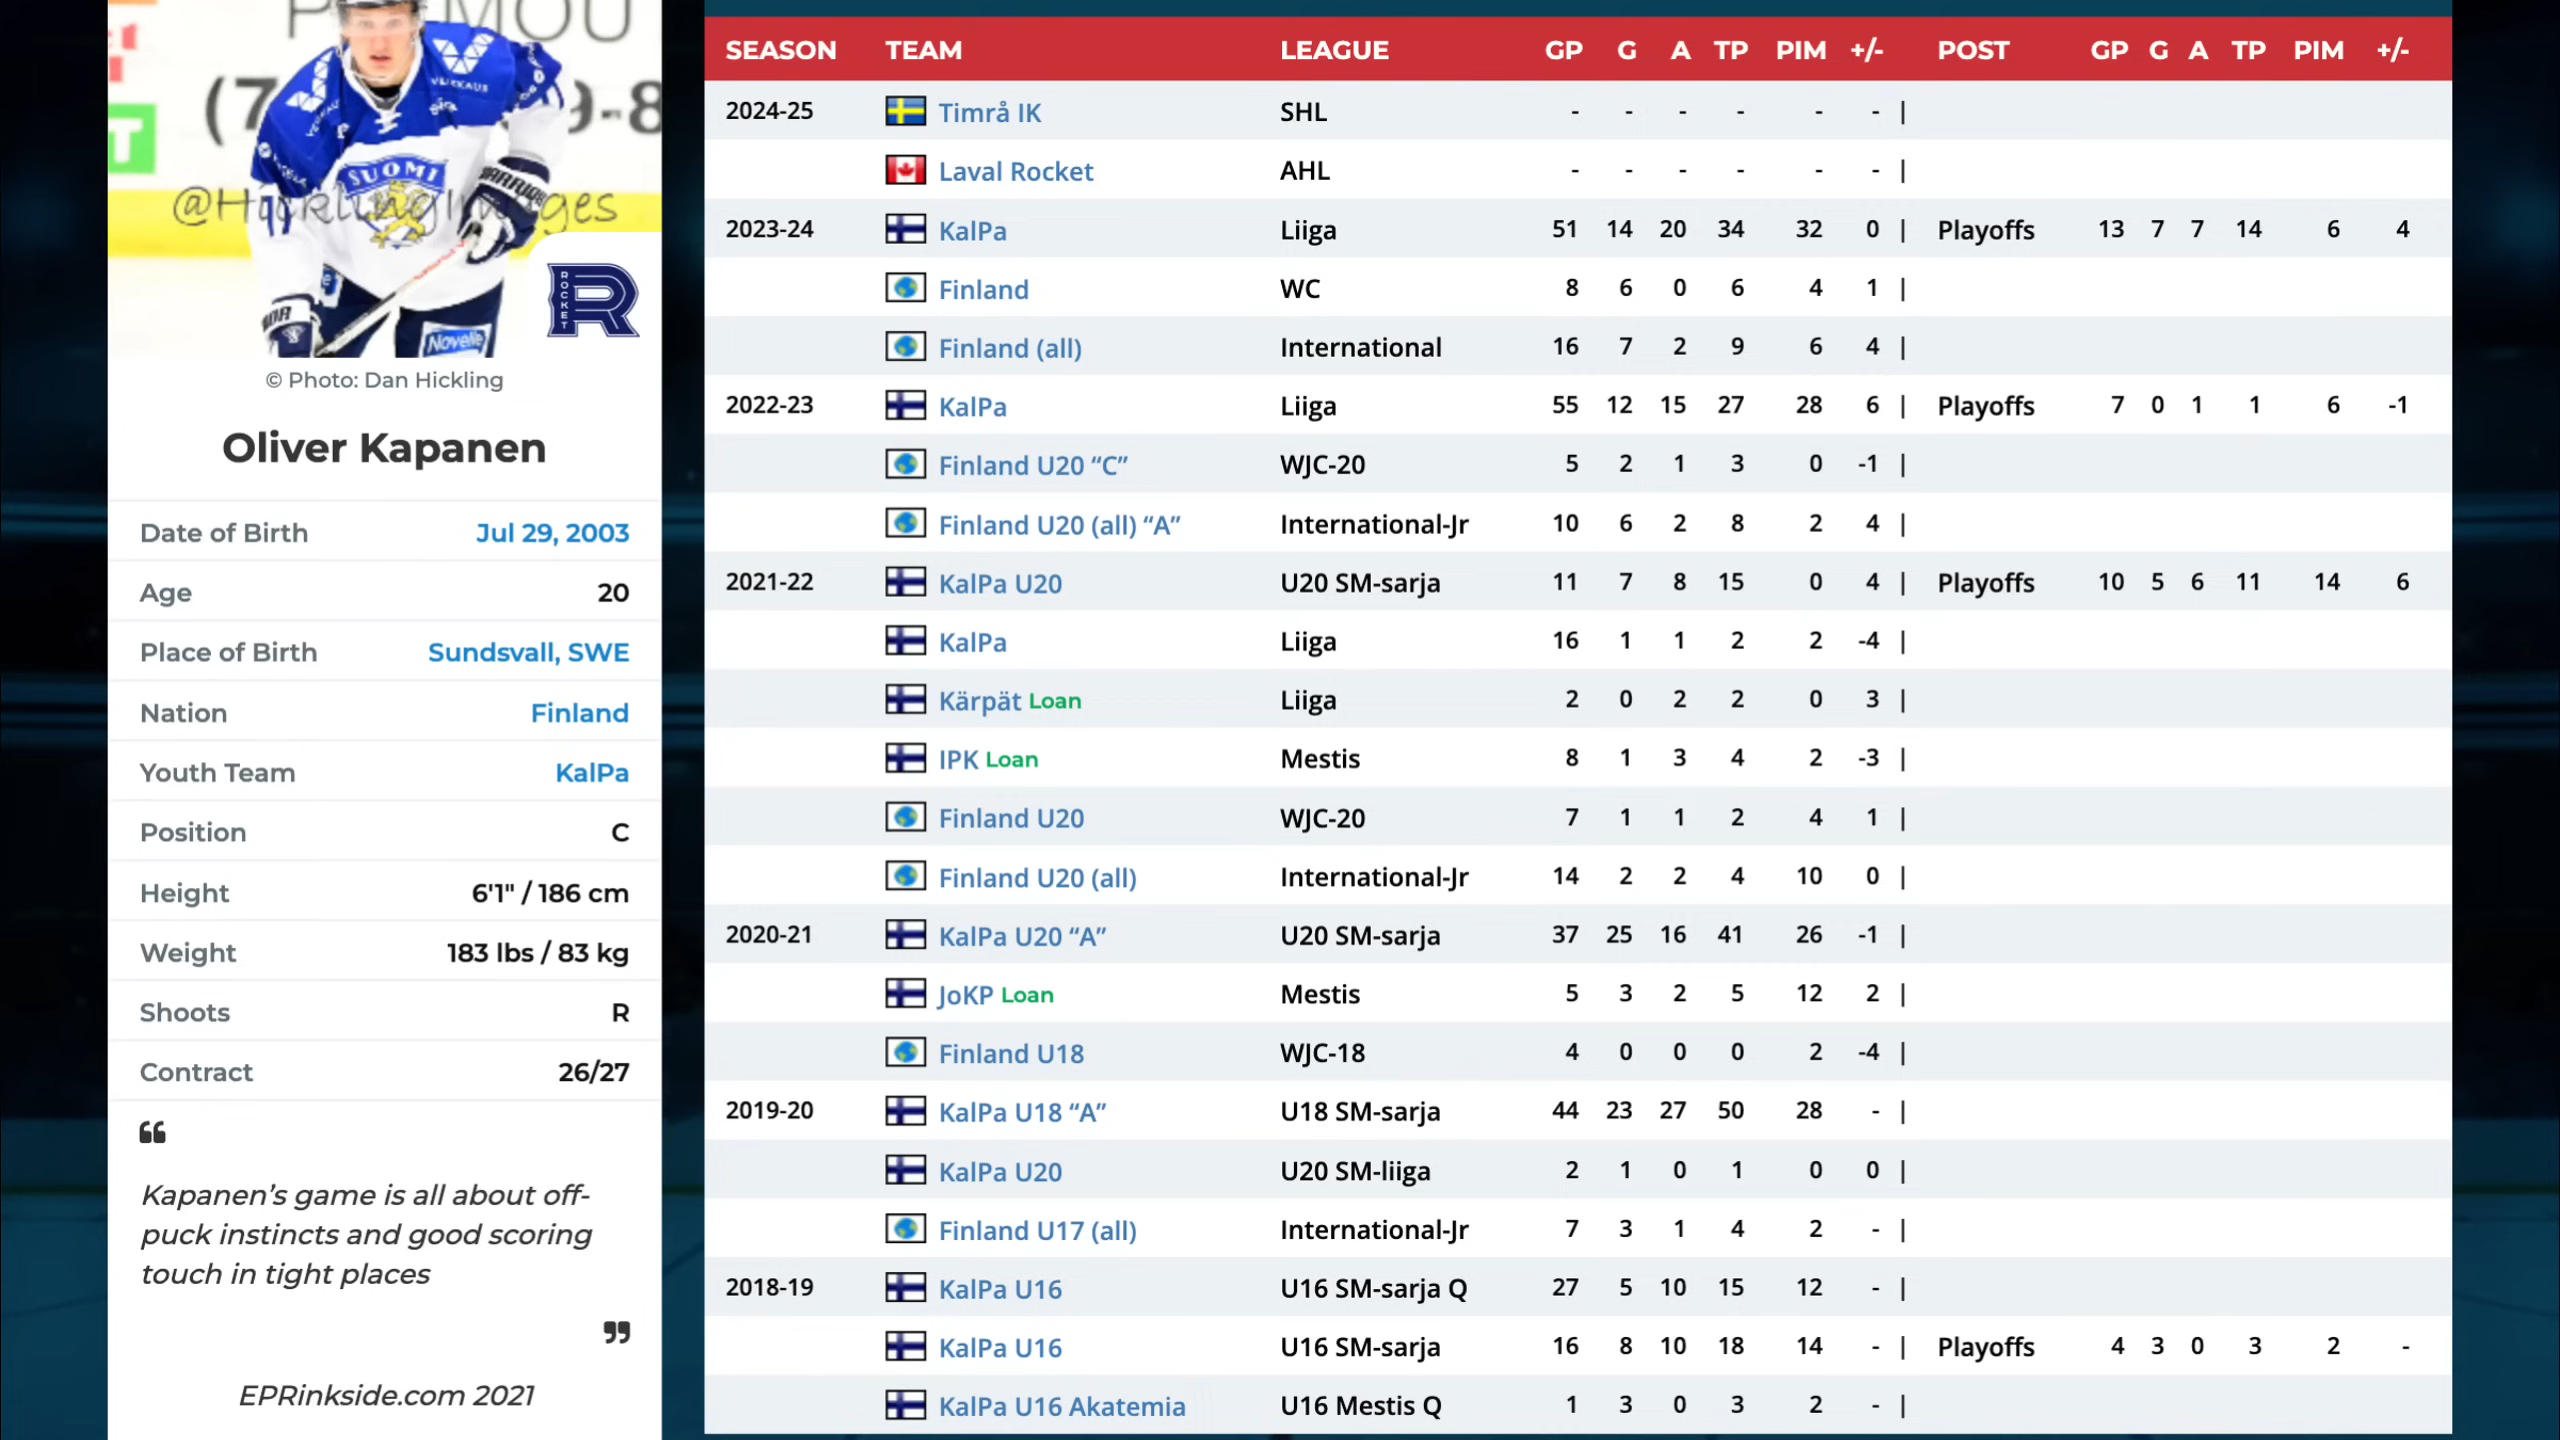 @HicklingImages
SUOMI
WARRIOR
Novelle
ROCKET
R
© Photo: Dan Hickling
Oliver Kapanen
Date of Birth Jul 29, 2003
Age 20
Place of Birth Sundsvall, SWE
Nation Finland
Youth Team KalPa
Position C
Height 6'1" / 186 cm
Weight 183 lbs / 83 kg
Shoots R
Contract 26/27
“
Kapanen’s game is all about off-
puck instincts and good scoring
touch in tight places
”
EPRinkside.com 2021
SEASON TEAM LEAGUE GP G A TP PIM +/- POST GP G A TP PIM +/-
2024-25 Timrå IK SHL - - - - - - |
Laval Rocket AHL - - - - - - |
2023-24 KalPa Liiga 51 14 20 34 32 0 | Playoffs 13 7 7 14 6 4
Finland WC 8 6 0 6 4 1 |
Finland (all) International 16 7 2 9 6 4 |
2022-23 KalPa Liiga 55 12 15 27 28 6 | Playoffs 7 0 1 1 6 -1
Finland U20 “C” WJC-20 5 2 1 3 0 -1 |
Finland U20 (all) “A” International-Jr 10 6 2 8 2 4 |
2021-22 KalPa U20 U20 SM-sarja 11 7 8 15 0 4 | Playoffs 10 5 6 11 14 6
KalPa Liiga 16 1 1 2 2 -4 |
Kärpät Loan Liiga 2 0 2 2 0 3 |
IPK Loan Mestis 8 1 3 4 2 -3 |
Finland U20 WJC-20 7 1 1 2 4 1 |
Finland U20 (all) International-Jr 14 2 2 4 10 0 |
2020-21 KalPa U20 “A” U20 SM-sarja 37 25 16 41 26 -1 |
JoKP Loan Mestis 5 3 2 5 12 2 |
Finland U18 WJC-18 4 0 0 0 2 -4 |
2019-20 KalPa U18 “A” U18 SM-sarja 44 23 27 50 28 - |
KalPa U20 U20 SM-liiga 2 1 0 1 0 0 |
Finland U17 (all) International-Jr 7 3 1 4 2 - |
2018-19 KalPa U16 U16 SM-sarja Q 27 5 10 15 12 - |
KalPa U16 U16 SM-sarja 16 8 10 18 14 - | Playoffs 4 3 0 3 2 -
KalPa U16 Akatemia U16 Mestis Q 1 3 0 3 2 - |